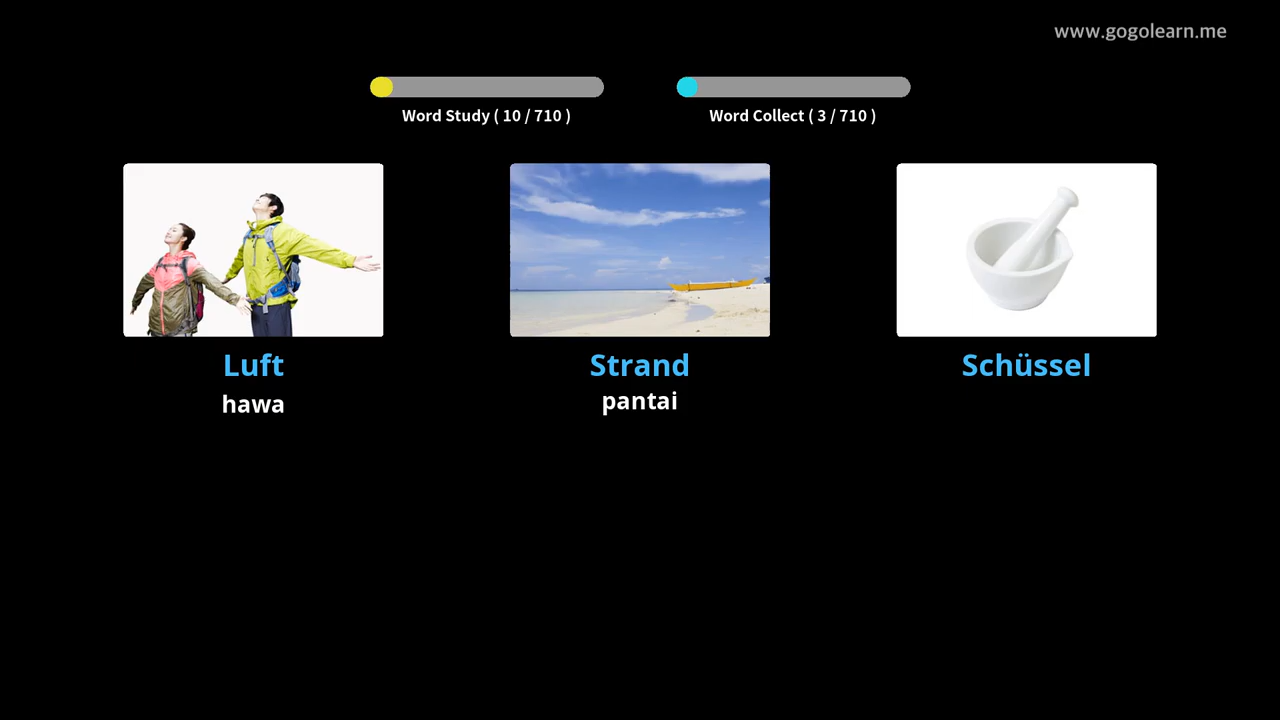 www.gogolearn.me
Word Study ( 10 / 710 )
Word Collect ( 3 / 710 )
Luft
hawa
Strand
pantai
Schüssel